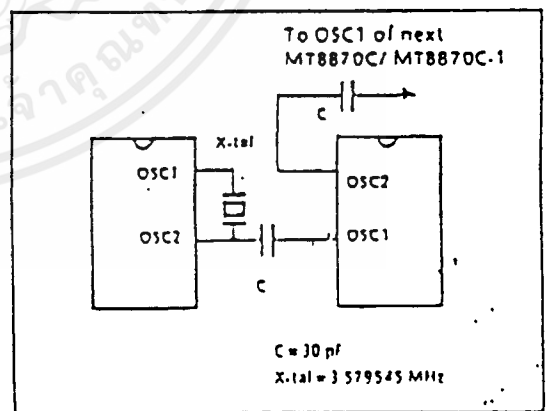 To OSC1 of next
MT8870C/ MT8870C-1
C
X-tal
OSC1
OSC2
OSC2
OSC1
C
C = 30 pf
X-tal = 3 579545 MHz